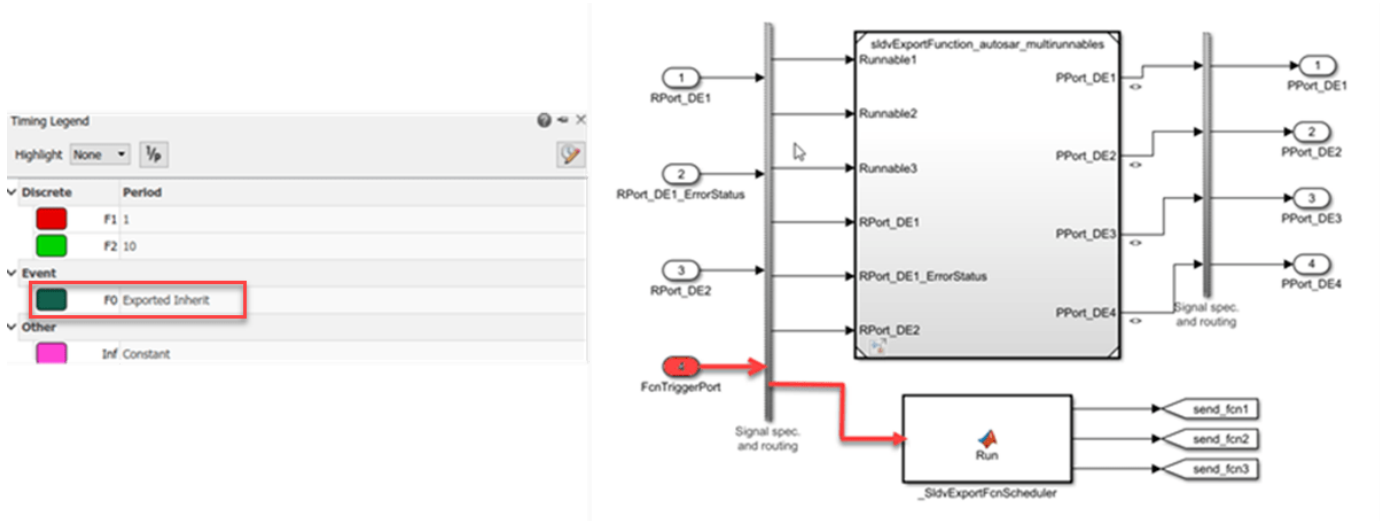 Timing Legend
Highlight None 1/p
Discrete Period
F1 1
F2 10
Event
F0 Exported Inherit
Other
Inf Constant
sldvExportFunction_autosar_multirunnables
1
RPort_DE1
2
RPort_DE1_ErrorStatus
3
RPort_DE2
FcnTriggerPort
Signal spec.
and routing
Runnable1
Runnable2
Runnable3
RPort_DE1
RPort_DE1_ErrorStatus
RPort_DE2
PPort_DE1
<>
PPort_DE2
<>
PPort_DE3
<>
PPort_DE4
<>
Signal spec.
and routing
1
PPort_DE1
2
PPort_DE2
3
PPort_DE3
4
PPort_DE4
Run
_SldvExportFcnScheduler
send_fcn1
send_fcn2
send_fcn3